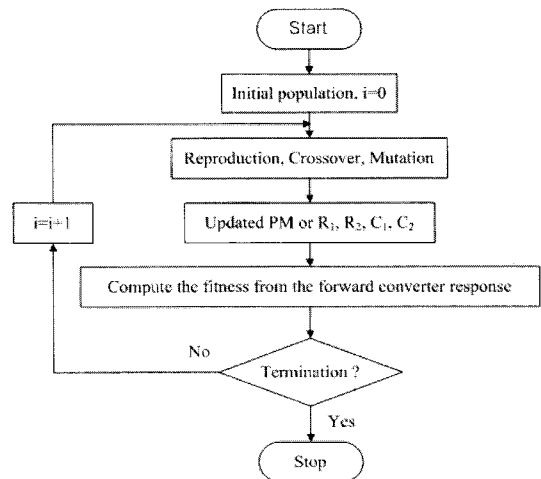 Start
Initial population, i=0
Reproduction, Crossover, Mutation
i=i+1
Updated PM or R₁, R₂, C₁, C₂
Compute the fitness from the forward converter response
No
Termination ?
Yes
Stop